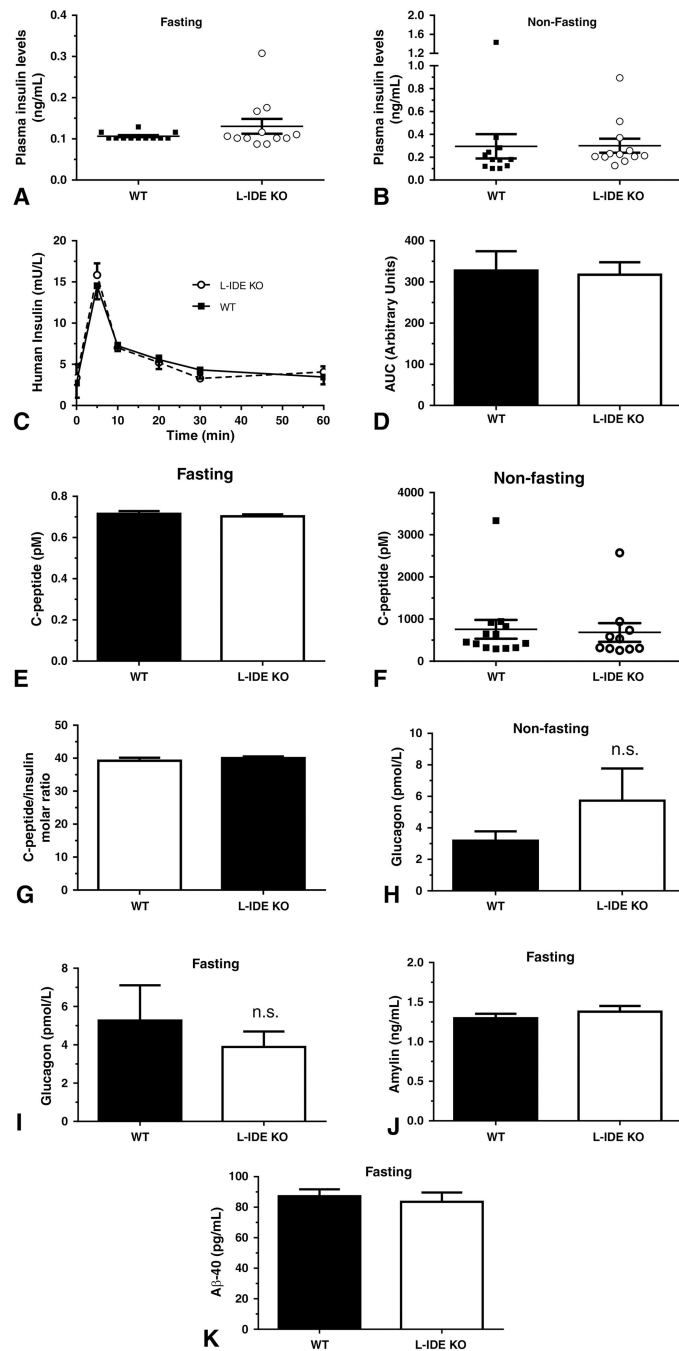 Fasting
Plasma insulin levels
(ng/mL)
0.4
0.3
0.2
0.1
0.0
WT
L-IDE KO
A
Non-Fasting
Plasma insulin levels
(ng/mL)
2.0
1.5
1.0
1.0
0.8
0.6
0.4
0.2
0.0
WT
L-IDE KO
B
Human Insulin (mU/L)
20
15
10
5
0
L-IDE KO
WT
0
10
20
30
40
50
60
Time (min)
C
AUC (Arbitrary Units)
400
300
200
100
0
WT
L-IDE KO
D
Fasting
C-peptide (pM)
0.8
0.6
0.4
0.2
0.0
WT
L-IDE KO
E
Non-fasting
C-peptide (pM)
4000
3000
2000
1000
0
WT
L-IDE KO
F
C-peptide/insulin
molar ratio
50
40
30
20
10
0
WT
L-IDE KO
G
Non-fasting
Glucagon (pmol/L)
10
8
6
4
2
0
n.s.
WT
L-IDE KO
H
Fasting
Glucagon (pmol/L)
8
6
4
2
0
n.s.
WT
L-IDE KO
I
Fasting
Amylin (ng/mL)
2.0
1.5
1.0
0.5
0.0
WT
L-IDE KO
J
Fasting
Aβ-40 (pg/mL)
100
80
60
40
20
0
WT
L-IDE KO
K